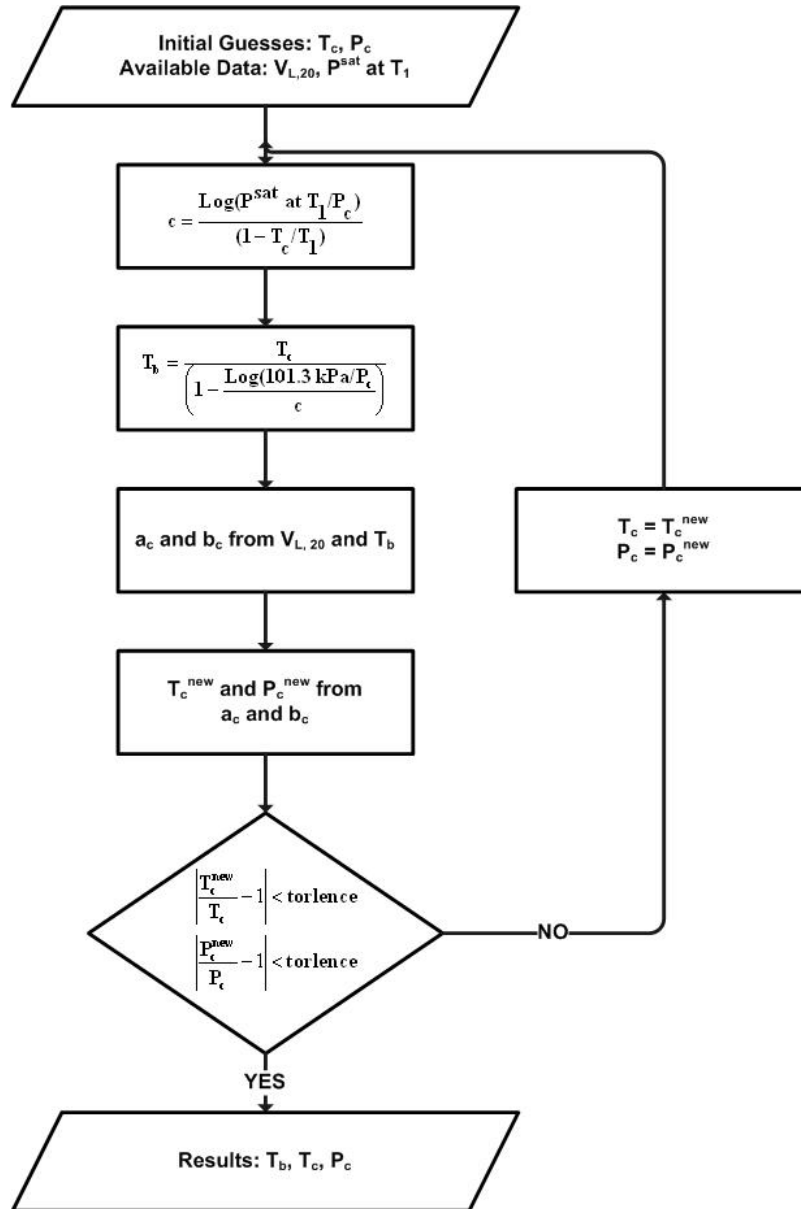 Initial Guesses: T_c, P_c
Available Data: V_L,20, P^sat at T_1
c = Log(P^sat at T_1/P_c) / (1 − T_c/T_1)
T_b = T_c / (1 − Log(101.3 kPa/P_c / c)
a_c and b_c from V_L, 20 and T_b
T_c = T_c^new
P_c = P_c^new
T_c^new and P_c^new from
a_c and b_c
|T_c^new / T_c − 1| < torlence
|P_c^new / P_c − 1| < torlence
NO
YES
Results: T_b, T_c, P_c